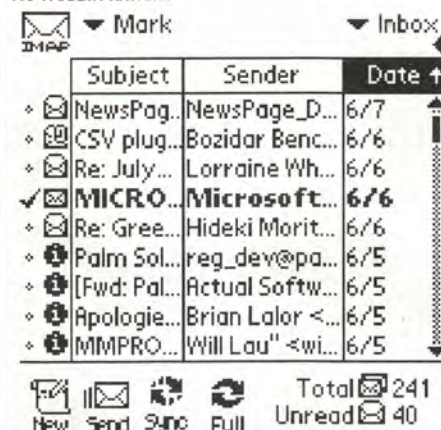 ▼ Mark ▼ Inbox
IMAP
Subject Sender Date ↑
NewsPag... NewsPage_D... 6/7
CSV plug... Bozidar Benc... 6/6
Re: July... Lorraine Wh... 6/6
✓ MICRO... Microsoft... 6/6
Re: Gree... Hideki Morit... 6/6
Palm Sol... reg_dev@pa... 6/5
[Fwd: Pal... Actual Softw... 6/5
Apologie... Brian Lalor <... 6/5
MMPRO... Will Lau" <wi... 6/5
Total 241
Unread 40
New Send Sync Full